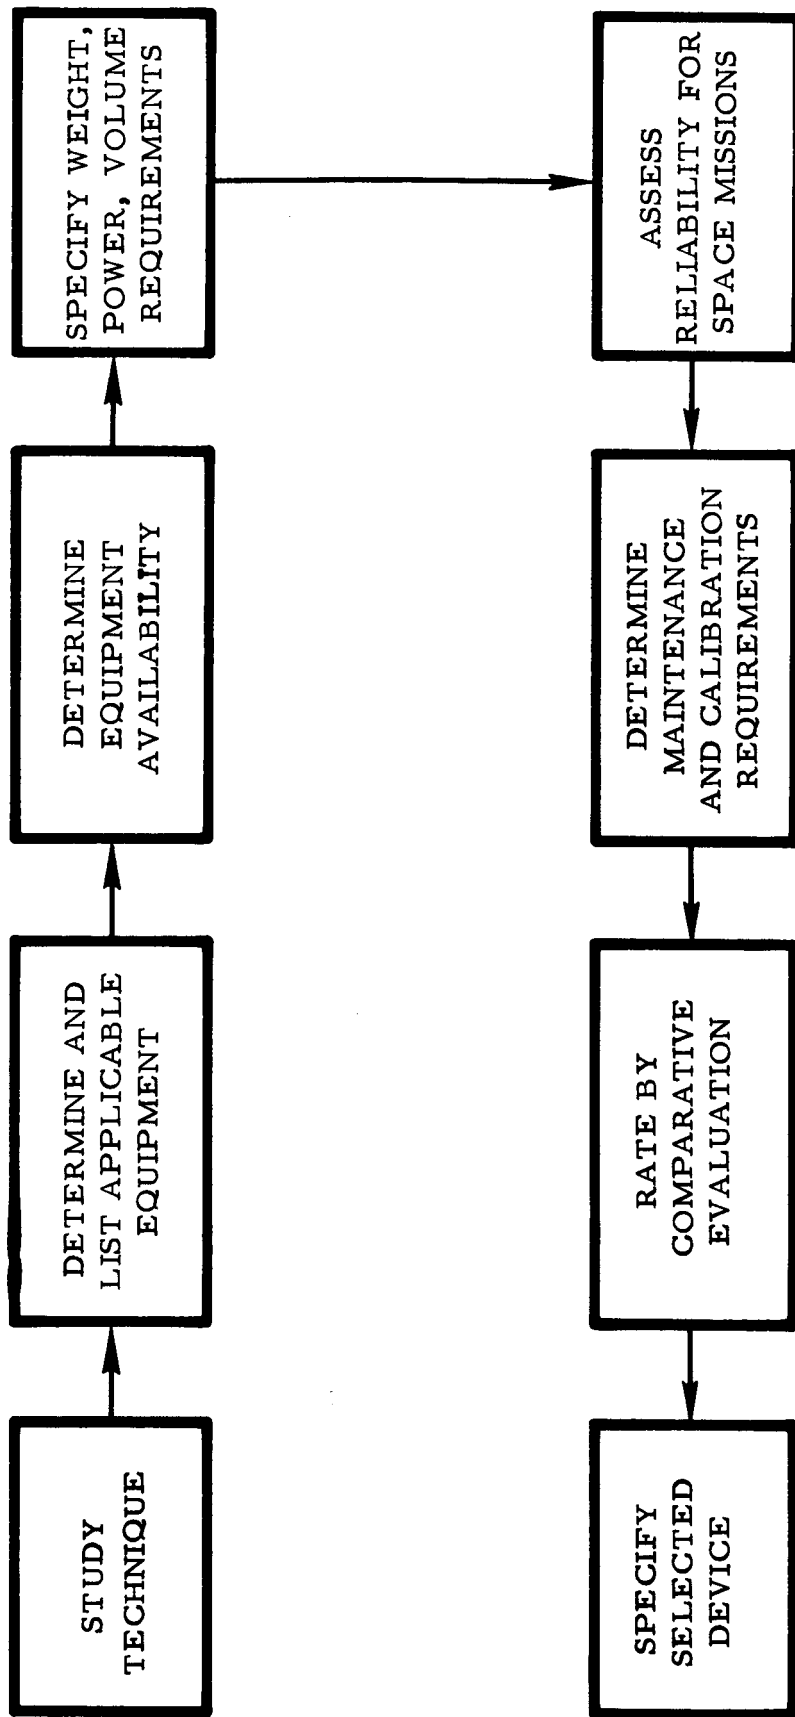 STUDY
TECHNIQUE
DETERMINE AND
LIST APPLICABLE
EQUIPMENT
DETERMINE
EQUIPMENT
AVAILABILITY
SPECIFY WEIGHT,
POWER, VOLUME
REQUIREMENTS
ASSESS
RELIABILITY FOR
SPACE MISSIONS
DETERMINE
MAINTENANCE
AND CALIBRATION
REQUIREMENTS
RATE BY
COMPARATIVE
EVALUATION
SPECIFY
SELECTED
DEVICE